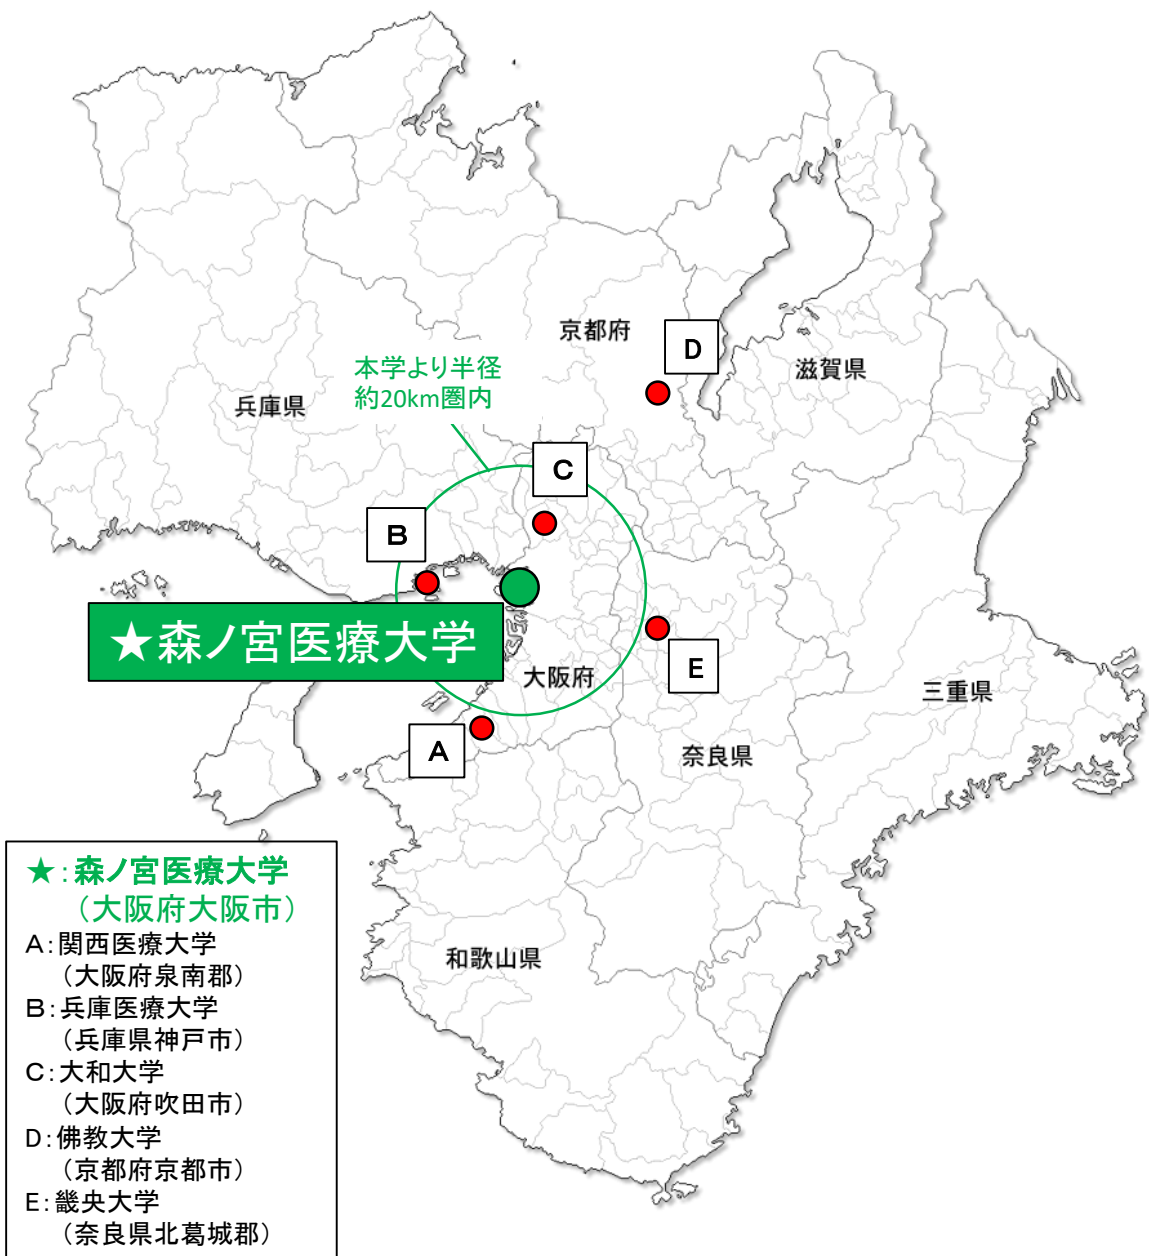 京都府
D
滋賀県
本学より半径
約20km圏内
兵庫県
C
B
★森ノ宮医療大学
大阪府
E
三重県
A
奈良県
★:森ノ宮医療大学
(大阪府大阪市)
A:関西医療大学
(大阪府泉南郡)
B:兵庫医療大学
(兵庫県神戸市)
C:大和大学
(大阪府吹田市)
D:佛教大学
(京都府京都市)
E:畿央大学
(奈良県北葛城郡)
和歌山県